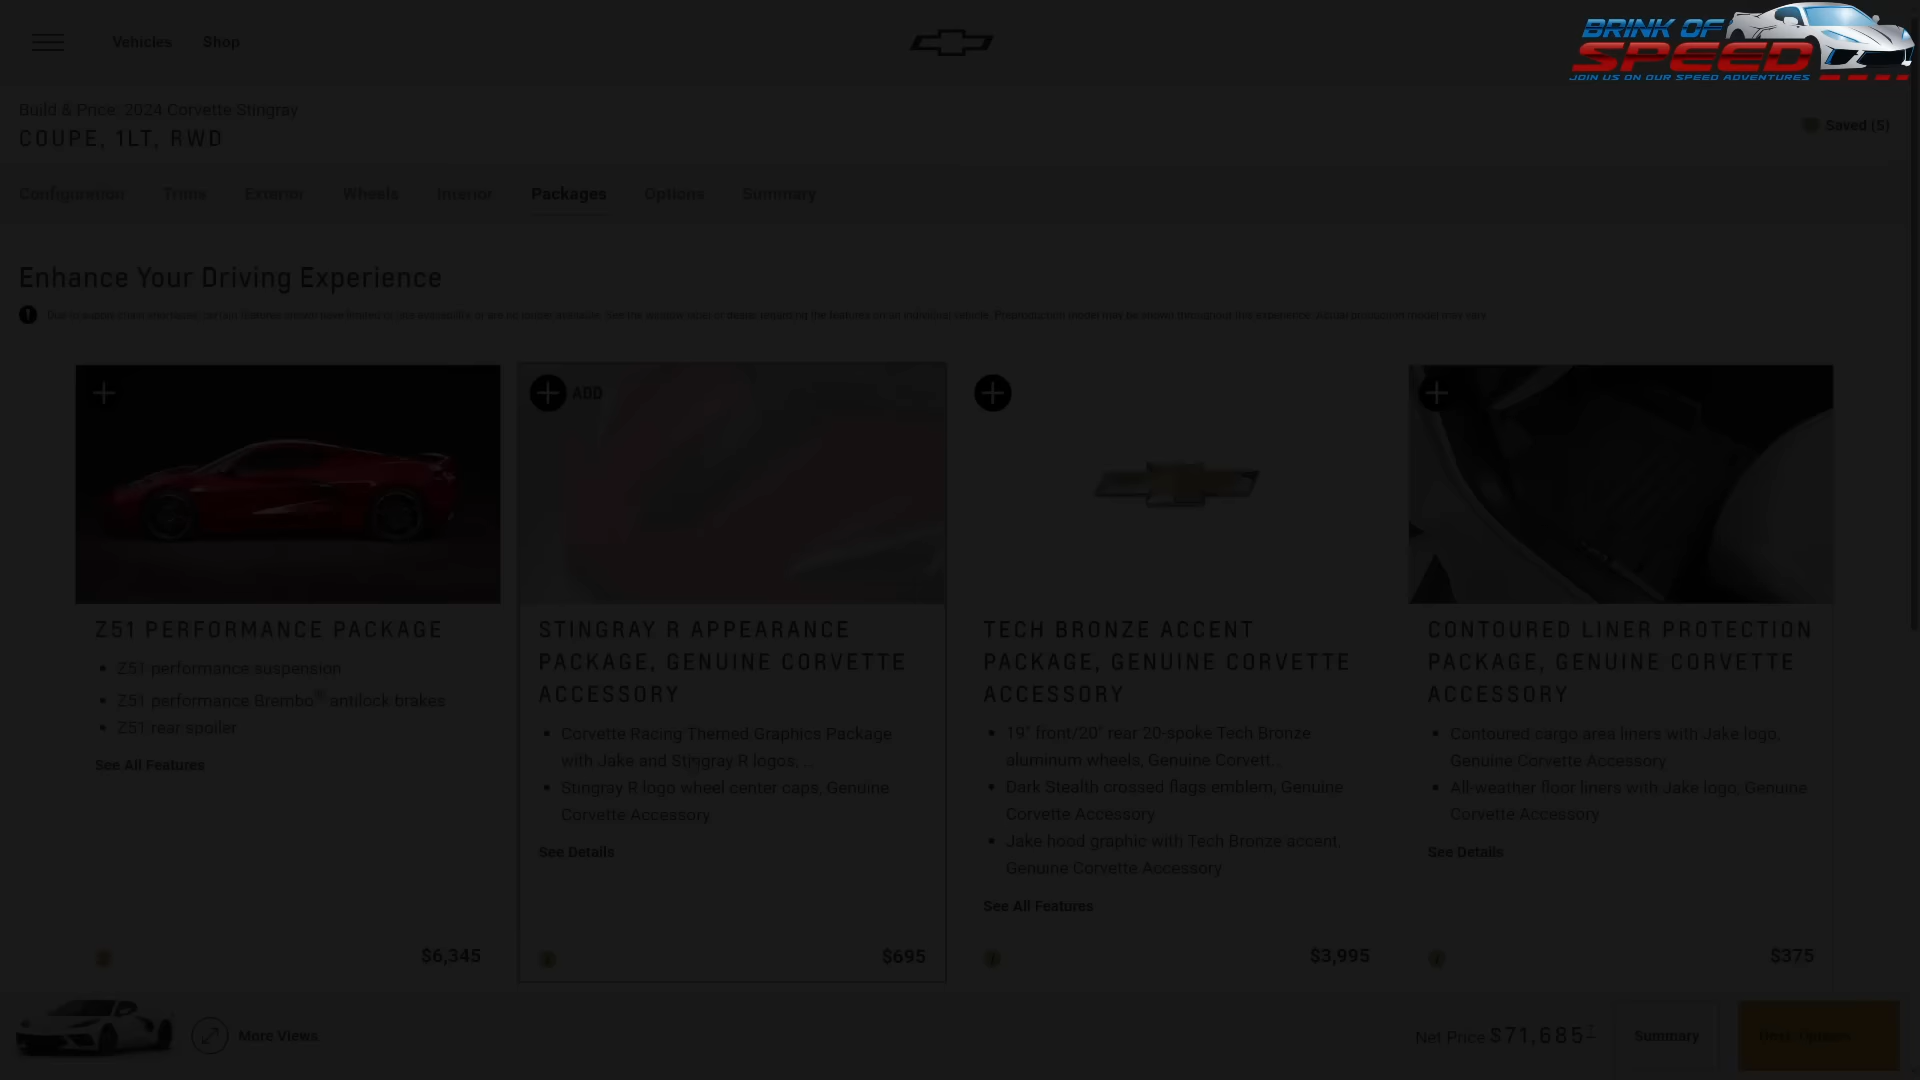 Vehicles
Shop
BRINK OF
SPEED
JOIN US ON OUR SPEED ADVENTURES
Build & Price: 2024 Corvette Stingray
COUPE, 1LT, RWD
Saved (5)
Configuration
Trims
Exterior
Wheels
Interior
Packages
Options
Summary
Enhance Your Driving Experience
Due to supply chain shortages, certain features shown have limited or late availability, or are no longer available. See the window label or dealer regarding the features on an individual vehicle. Preproduction model may be shown throughout this experience. Actual production model may vary.
Z51 PERFORMANCE PACKAGE
• Z51 performance suspension
• Z51 performance Brembo® antilock brakes
• Z51 rear spoiler
See All Features
$6,345
ADD
STINGRAY R APPEARANCE
PACKAGE, GENUINE CORVETTE
ACCESSORY
• Corvette Racing Themed Graphics Package
with Jake and Stingray R logos, ...
• Stingray R logo wheel center caps, Genuine
Corvette Accessory
See Details
$695
TECH BRONZE ACCENT
PACKAGE, GENUINE CORVETTE
ACCESSORY
• 19" front/20" rear 20-spoke Tech Bronze
aluminum wheels, Genuine Corvett...
• Dark Stealth crossed flags emblem, Genuine
Corvette Accessory
• Jake hood graphic with Tech Bronze accent,
Genuine Corvette Accessory
See All Features
$3,995
CONTOURED LINER PROTECTION
PACKAGE, GENUINE CORVETTE
ACCESSORY
• Contoured cargo area liners with Jake logo,
Genuine Corvette Accessory
• All-weather floor liners with Jake logo, Genuine
Corvette Accessory
See Details
$375
More Views
Net Price $71,685
Summary